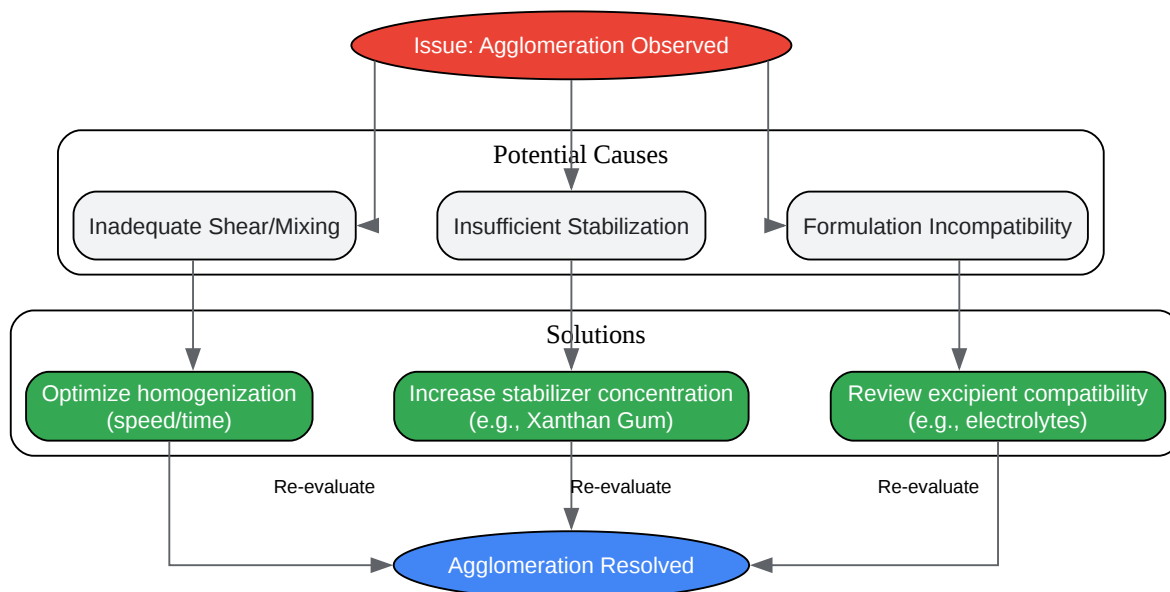 Issue: Agglomeration Observed
Potential Causes
Inadequate Shear/Mixing
Insufficient Stabilization
Formulation Incompatibility
Solutions
Optimize homogenization
(speed/time)
Increase stabilizer concentration
(e.g., Xanthan Gum)
Review excipient compatibility
(e.g., electrolytes)
Re-evaluate
Re-evaluate
Re-evaluate
Agglomeration Resolved